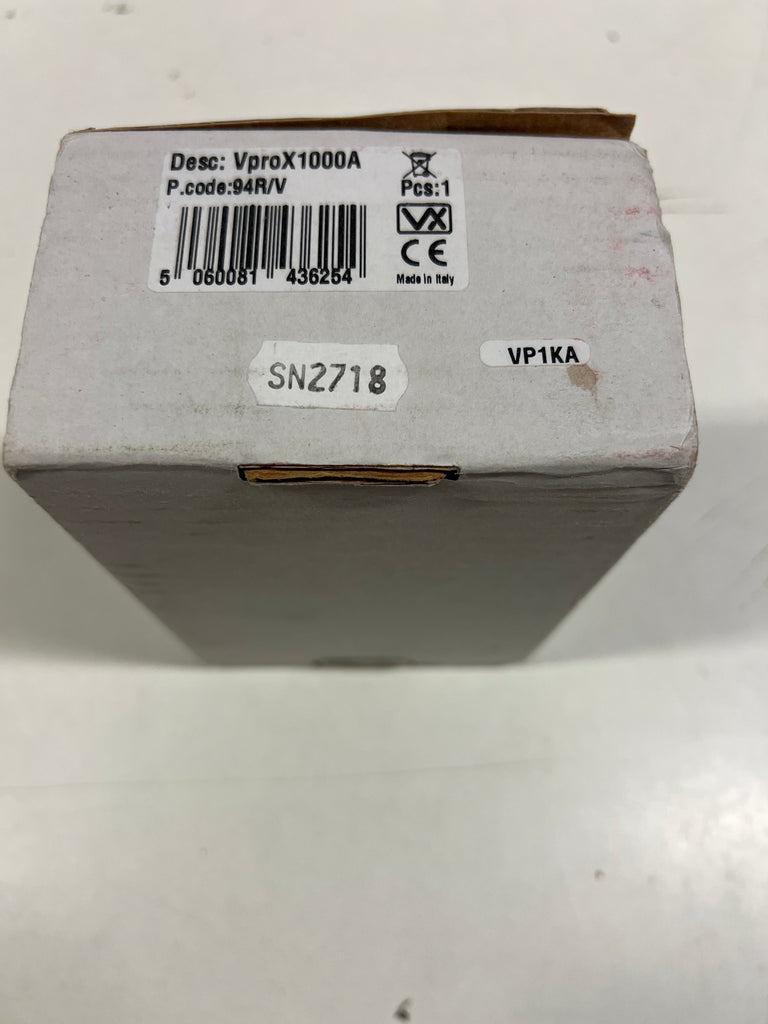 Desc: VproX1000A
P.code:94R/V
Pcs:1
VX
CE
5 060081 436254
Made in Italy
SN2718
VP1KA